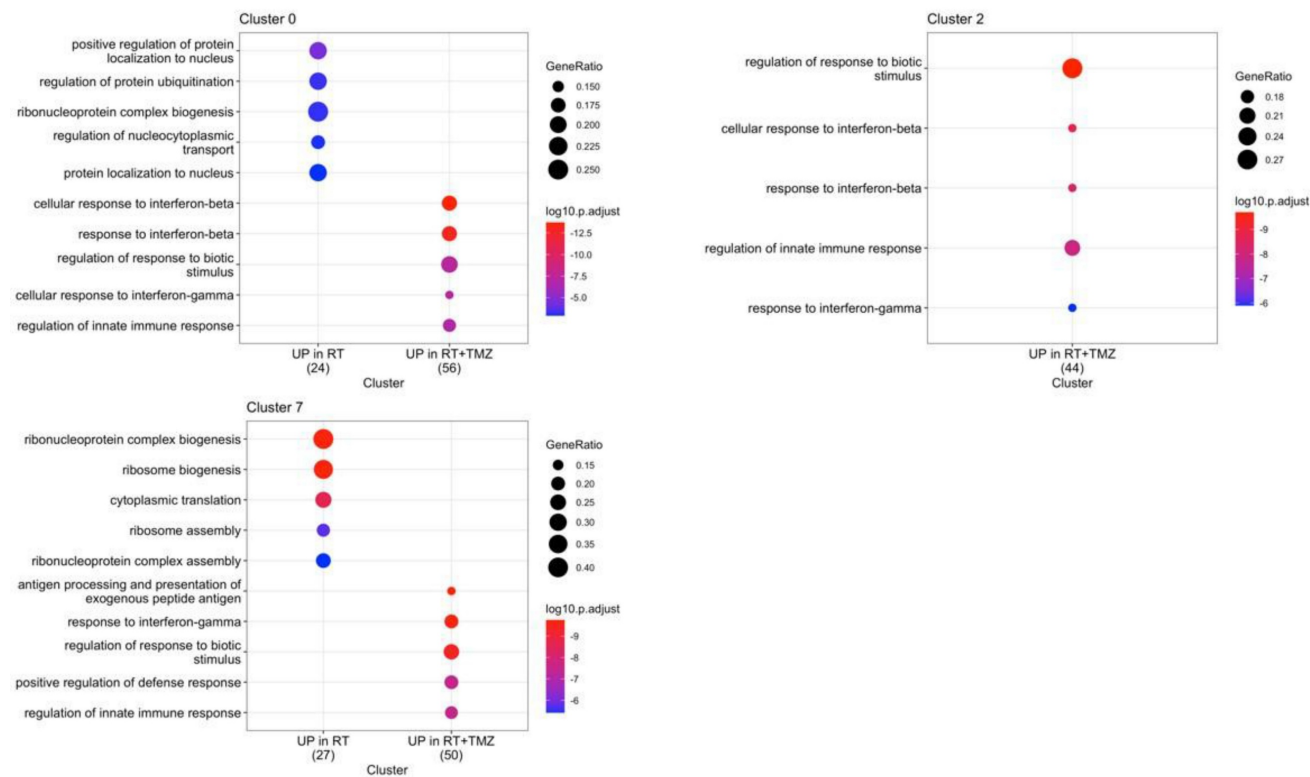 Cluster 0
positive regulation of protein
localization to nucleus
regulation of protein ubiquitination
ribonucleoprotein complex biogenesis
regulation of nucleocytoplasmic
transport
protein localization to nucleus
cellular response to interferon-beta
response to interferon-beta
regulation of response to biotic
stimulus
cellular response to interferon-gamma
regulation of innate immune response
UP in RT
(24)
UP in RT+TMZ
(56)
Cluster
GeneRatio
0.150
0.175
0.200
0.225
0.250
log10.p.adjust
-12.5
-10.0
-7.5
-5.0
Cluster 2
regulation of response to biotic
stimulus
cellular response to interferon-beta
response to interferon-beta
regulation of innate immune response
response to interferon-gamma
UP in RT+TMZ
(44)
Cluster
GeneRatio
0.18
0.21
0.24
0.27
log10.p.adjust
-9
-8
-7
-6
Cluster 7
ribonucleoprotein complex biogenesis
ribosome biogenesis
cytoplasmic translation
ribosome assembly
ribonucleoprotein complex assembly
antigen processing and presentation of
exogenous peptide antigen
response to interferon-gamma
regulation of response to biotic
stimulus
positive regulation of defense response
regulation of innate immune response
UP in RT
(27)
UP in RT+TMZ
(50)
Cluster
GeneRatio
0.15
0.20
0.25
0.30
0.35
0.40
log10.p.adjust
-9
-8
-7
-6